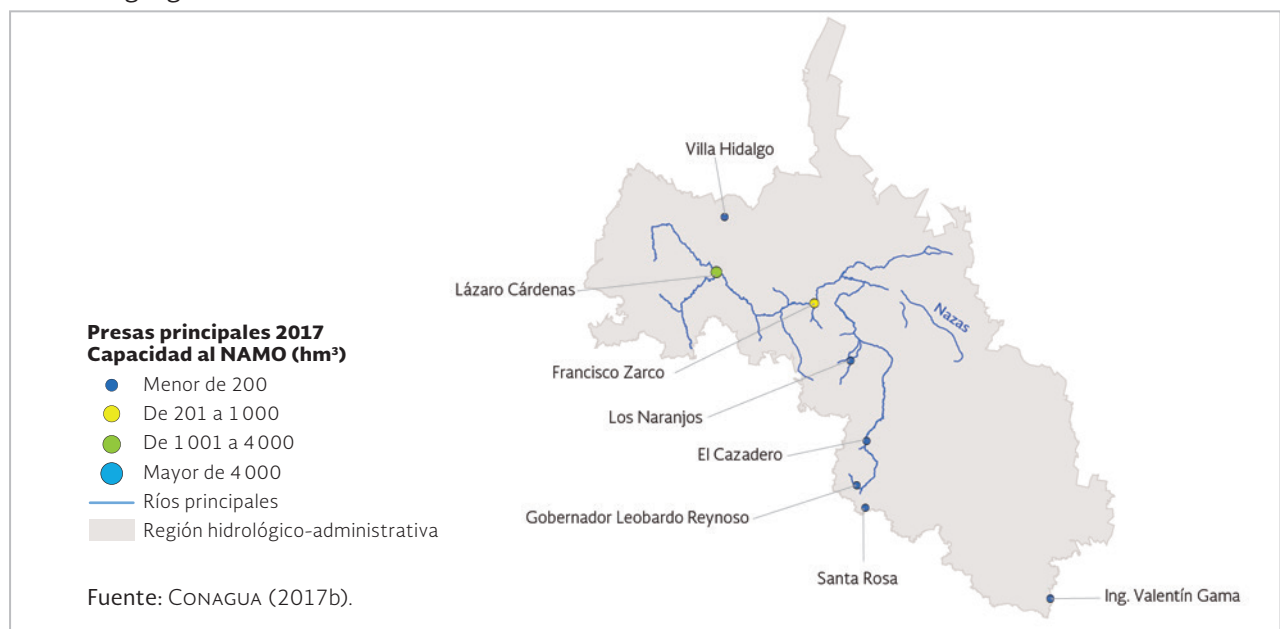 Villa Hidalgo
Lázaro Cárdenas
Nazas
Francisco Zarco
Los Naranjos
El Cazadero
Gobernador Leobardo Reynoso
Santa Rosa
Ing. Valentín Gama
Presas principales 2017
Capacidad al NAMO (hm³)
Menor de 200
De 201 a 1 000
De 1 001 a 4 000
Mayor de 4 000
Ríos principales
Región hidrológico-administrativa
Fuente: CONAGUA (2017b).